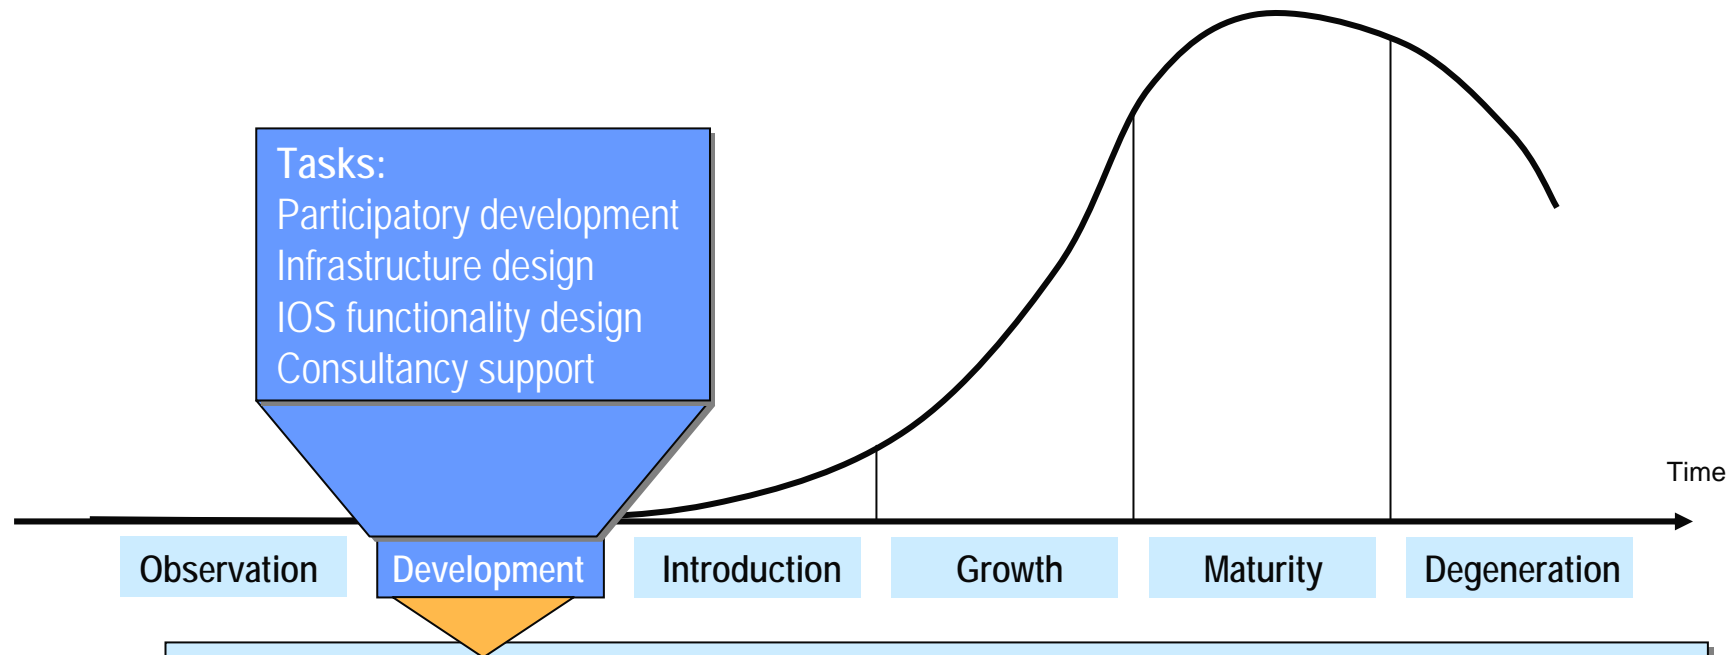 Tasks:
Participatory development
Infrastructure design
IOS functionality design
Consultancy support
Time
Observation
Development
Introduction
Growth
Maturity
Degeneration